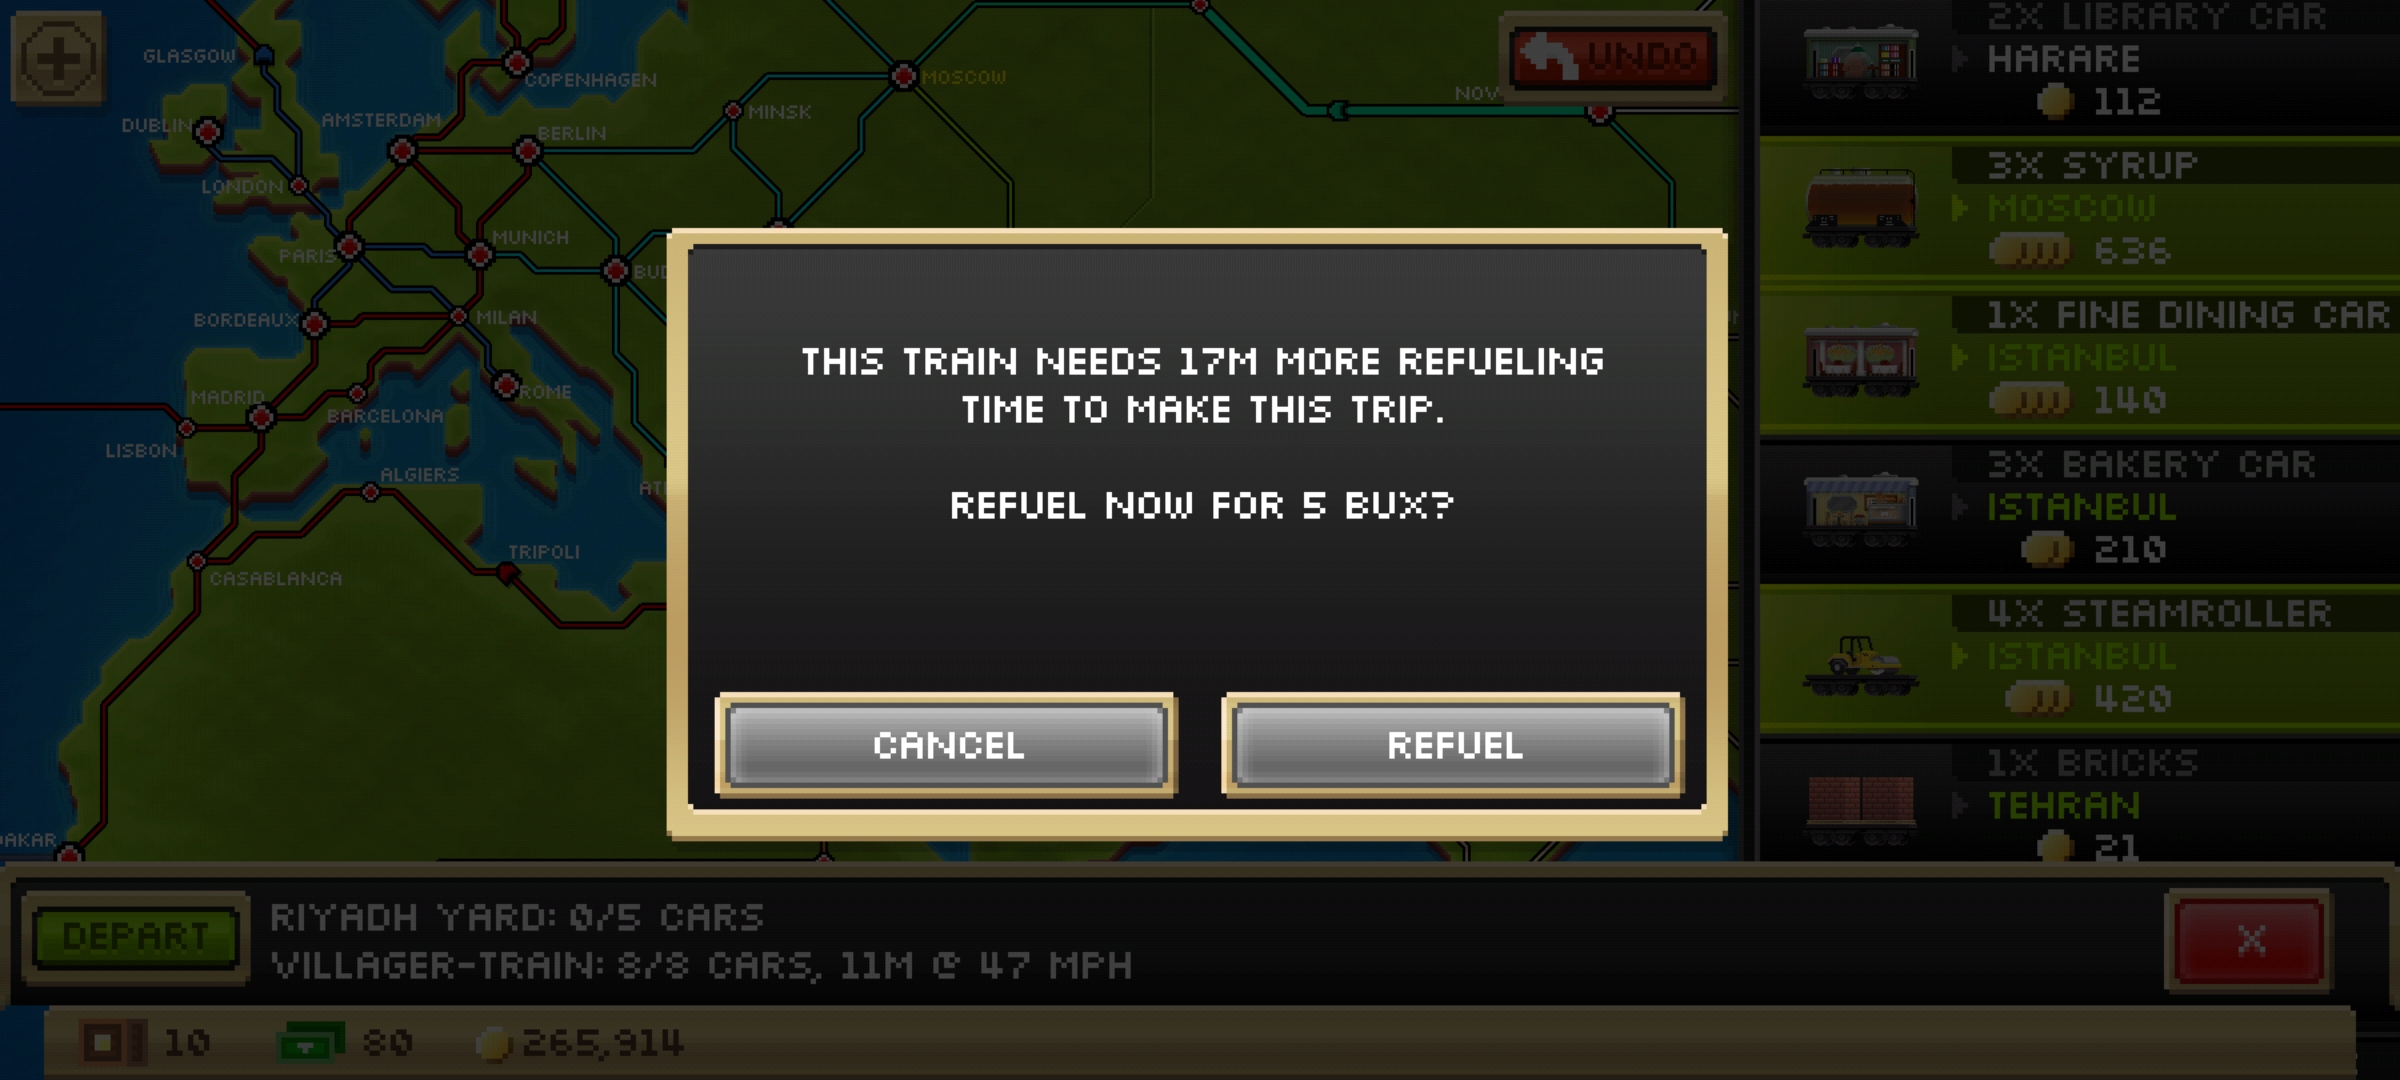 GLASGOW
COPENHAGEN
MOSCOW
UNDO
MINSK
DUBLIN
AMSTERDAM
BERLIN
LONDON
MUNICH
PARIS
BORDEAUX
MILAN
MADRID
ROME
BARCELONA
LISBON
ALGIERS
TRIPOLI
CASABLANCA
THIS TRAIN NEEDS 17M MORE REFUELING
TIME TO MAKE THIS TRIP.
REFUEL NOW FOR 5 BUX?
CANCEL
REFUEL
2X LIBRARY CAR
HARARE
112
3X SYRUP
MOSCOW
636
1X FINE DINING CAR
ISTANBUL
140
3X BAKERY CAR
ISTANBUL
210
4X STEAMROLLER
ISTANBUL
420
1X BRICKS
TEHRAN
21
DEPART
RIYADH YARD: 0/5 CARS
VILLAGER-TRAIN: 8/8 CARS, 11M @ 47 MPH
X
10
80
265,914